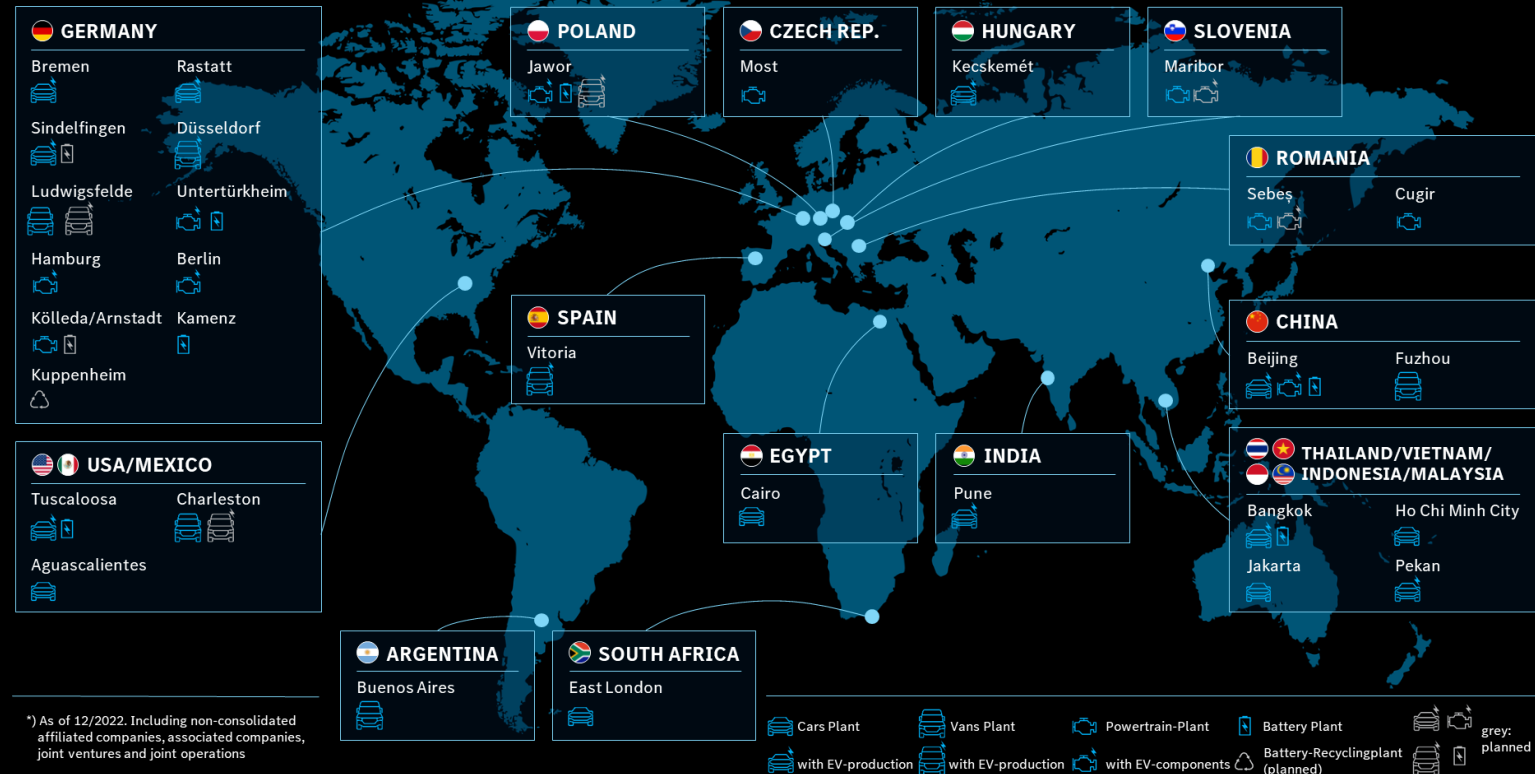 GERMANY
Bremen
Rastatt
Sindelfingen
Düsseldorf
Ludwigsfelde
Untertürkheim
Hamburg
Berlin
Kölleda/Arnstadt
Kamenz
Kuppenheim
POLAND
Jawor
CZECH REP.
Most
HUNGARY
Kecskemét
SLOVENIA
Maribor
ROMANIA
Sebeș
Cugir
SPAIN
Vitoria
CHINA
Beijing
Fuzhou
USA/MEXICO
Tuscaloosa
Charleston
Aguascalientes
EGYPT
Cairo
INDIA
Pune
THAILAND/VIETNAM/
INDONESIA/MALAYSIA
Bangkok
Ho Chi Minh City
Jakarta
Pekan
ARGENTINA
Buenos Aires
SOUTH AFRICA
East London
*) As of 12/2022. Including non-consolidated
affiliated companies, associated companies,
joint ventures and joint operations
Cars Plant
Vans Plant
Powertrain-Plant
Battery Plant
with EV-production
with EV-production
with EV-components
Battery-Recyclingplant
(planned)
grey:
planned